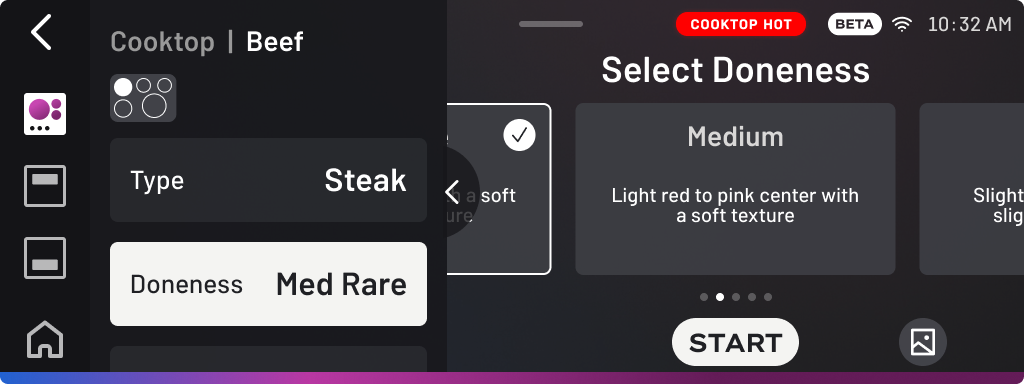 Cooktop | Beef
Type Steak
Doneness Med Rare
COOKTOP HOT BETA 10:32 AM
Select Doneness
a soft
Medium
Light red to pink center with
a soft texture
Slight
slig
START